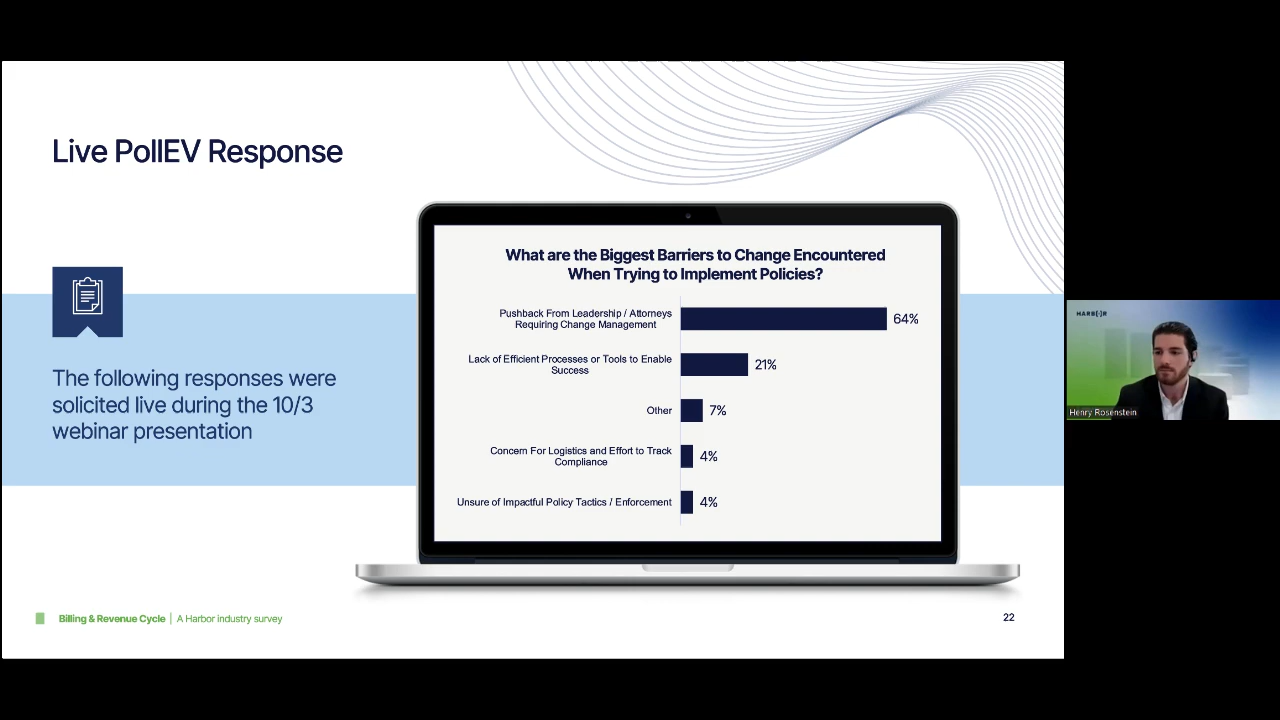 Live PollEV Response
The following responses were
solicited live during the 10/3
webinar presentation
What are the Biggest Barriers to Change Encountered
When Trying to Implement Policies?
Pushback From Leadership / Attorneys
Requiring Change Management
64%
Lack of Efficient Processes or Tools to Enable
Success
21%
Other
7%
Concern For Logistics and Effort to Track
Compliance
4%
Unsure of Impactful Policy Tactics / Enforcement
4%
Billing & Revenue Cycle | A Harbor industry survey
22
HARB[·]R
Henry Rosenstein